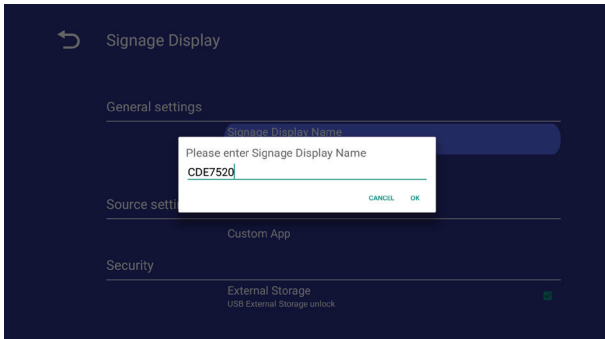 Signage Display
General settings
Signage Display Name
Please enter Signage Display Name
CDE7520
CANCEL OK
Source setti
Custom App
Security
External Storage
USB External Storage unlock